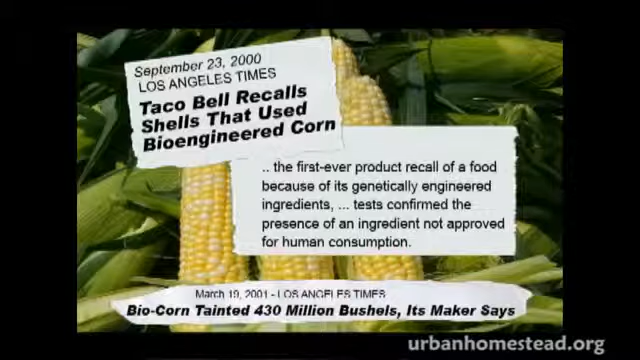 September 23, 2000
LOS ANGELES TIMES
Taco Bell Recalls
Shells That Used
Bioengineered Corn
.. the first-ever product recall of a food
because of its genetically engineered
ingredients, ... tests confirmed the
presence of an ingredient not approved
for human consumption.
March 19, 2001 - LOS ANGELES TIMES
Bio-Corn Tainted 430 Million Bushels, Its Maker Says
urbanhomestead.org